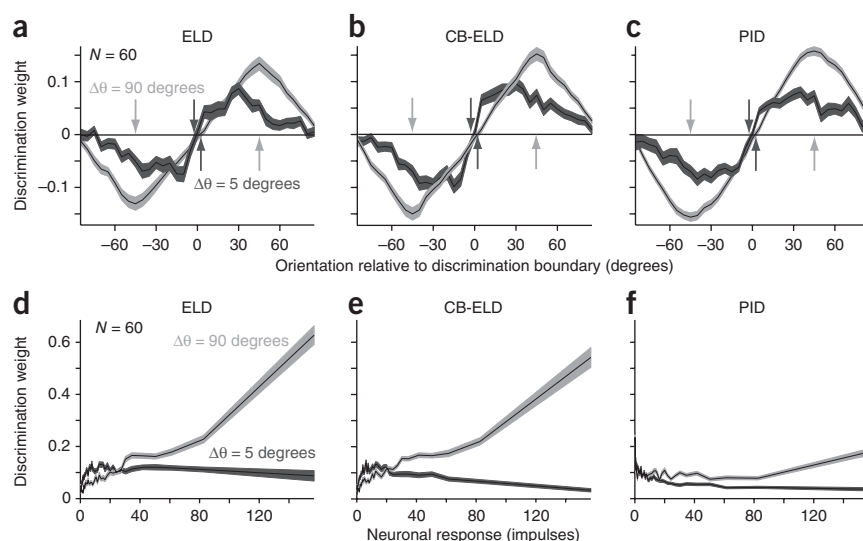 a
ELD
b
CB-ELD
c
PID
N = 60
Δθ = 90 degrees
Δθ = 5 degrees
Discrimination weight
0.1
0
−0.1
−60 −30 0 30 60
−60 −30 0 30 60
−60 −30 0 30 60
Orientation relative to discrimination boundary (degrees)
d
ELD
e
CB-ELD
f
PID
N = 60
Δθ = 90 degrees
Δθ = 5 degrees
Discrimination weight
0.6
0.4
0.2
0
0 40 80 120
0 40 80 120
0 40 80 120
Neuronal response (impulses)